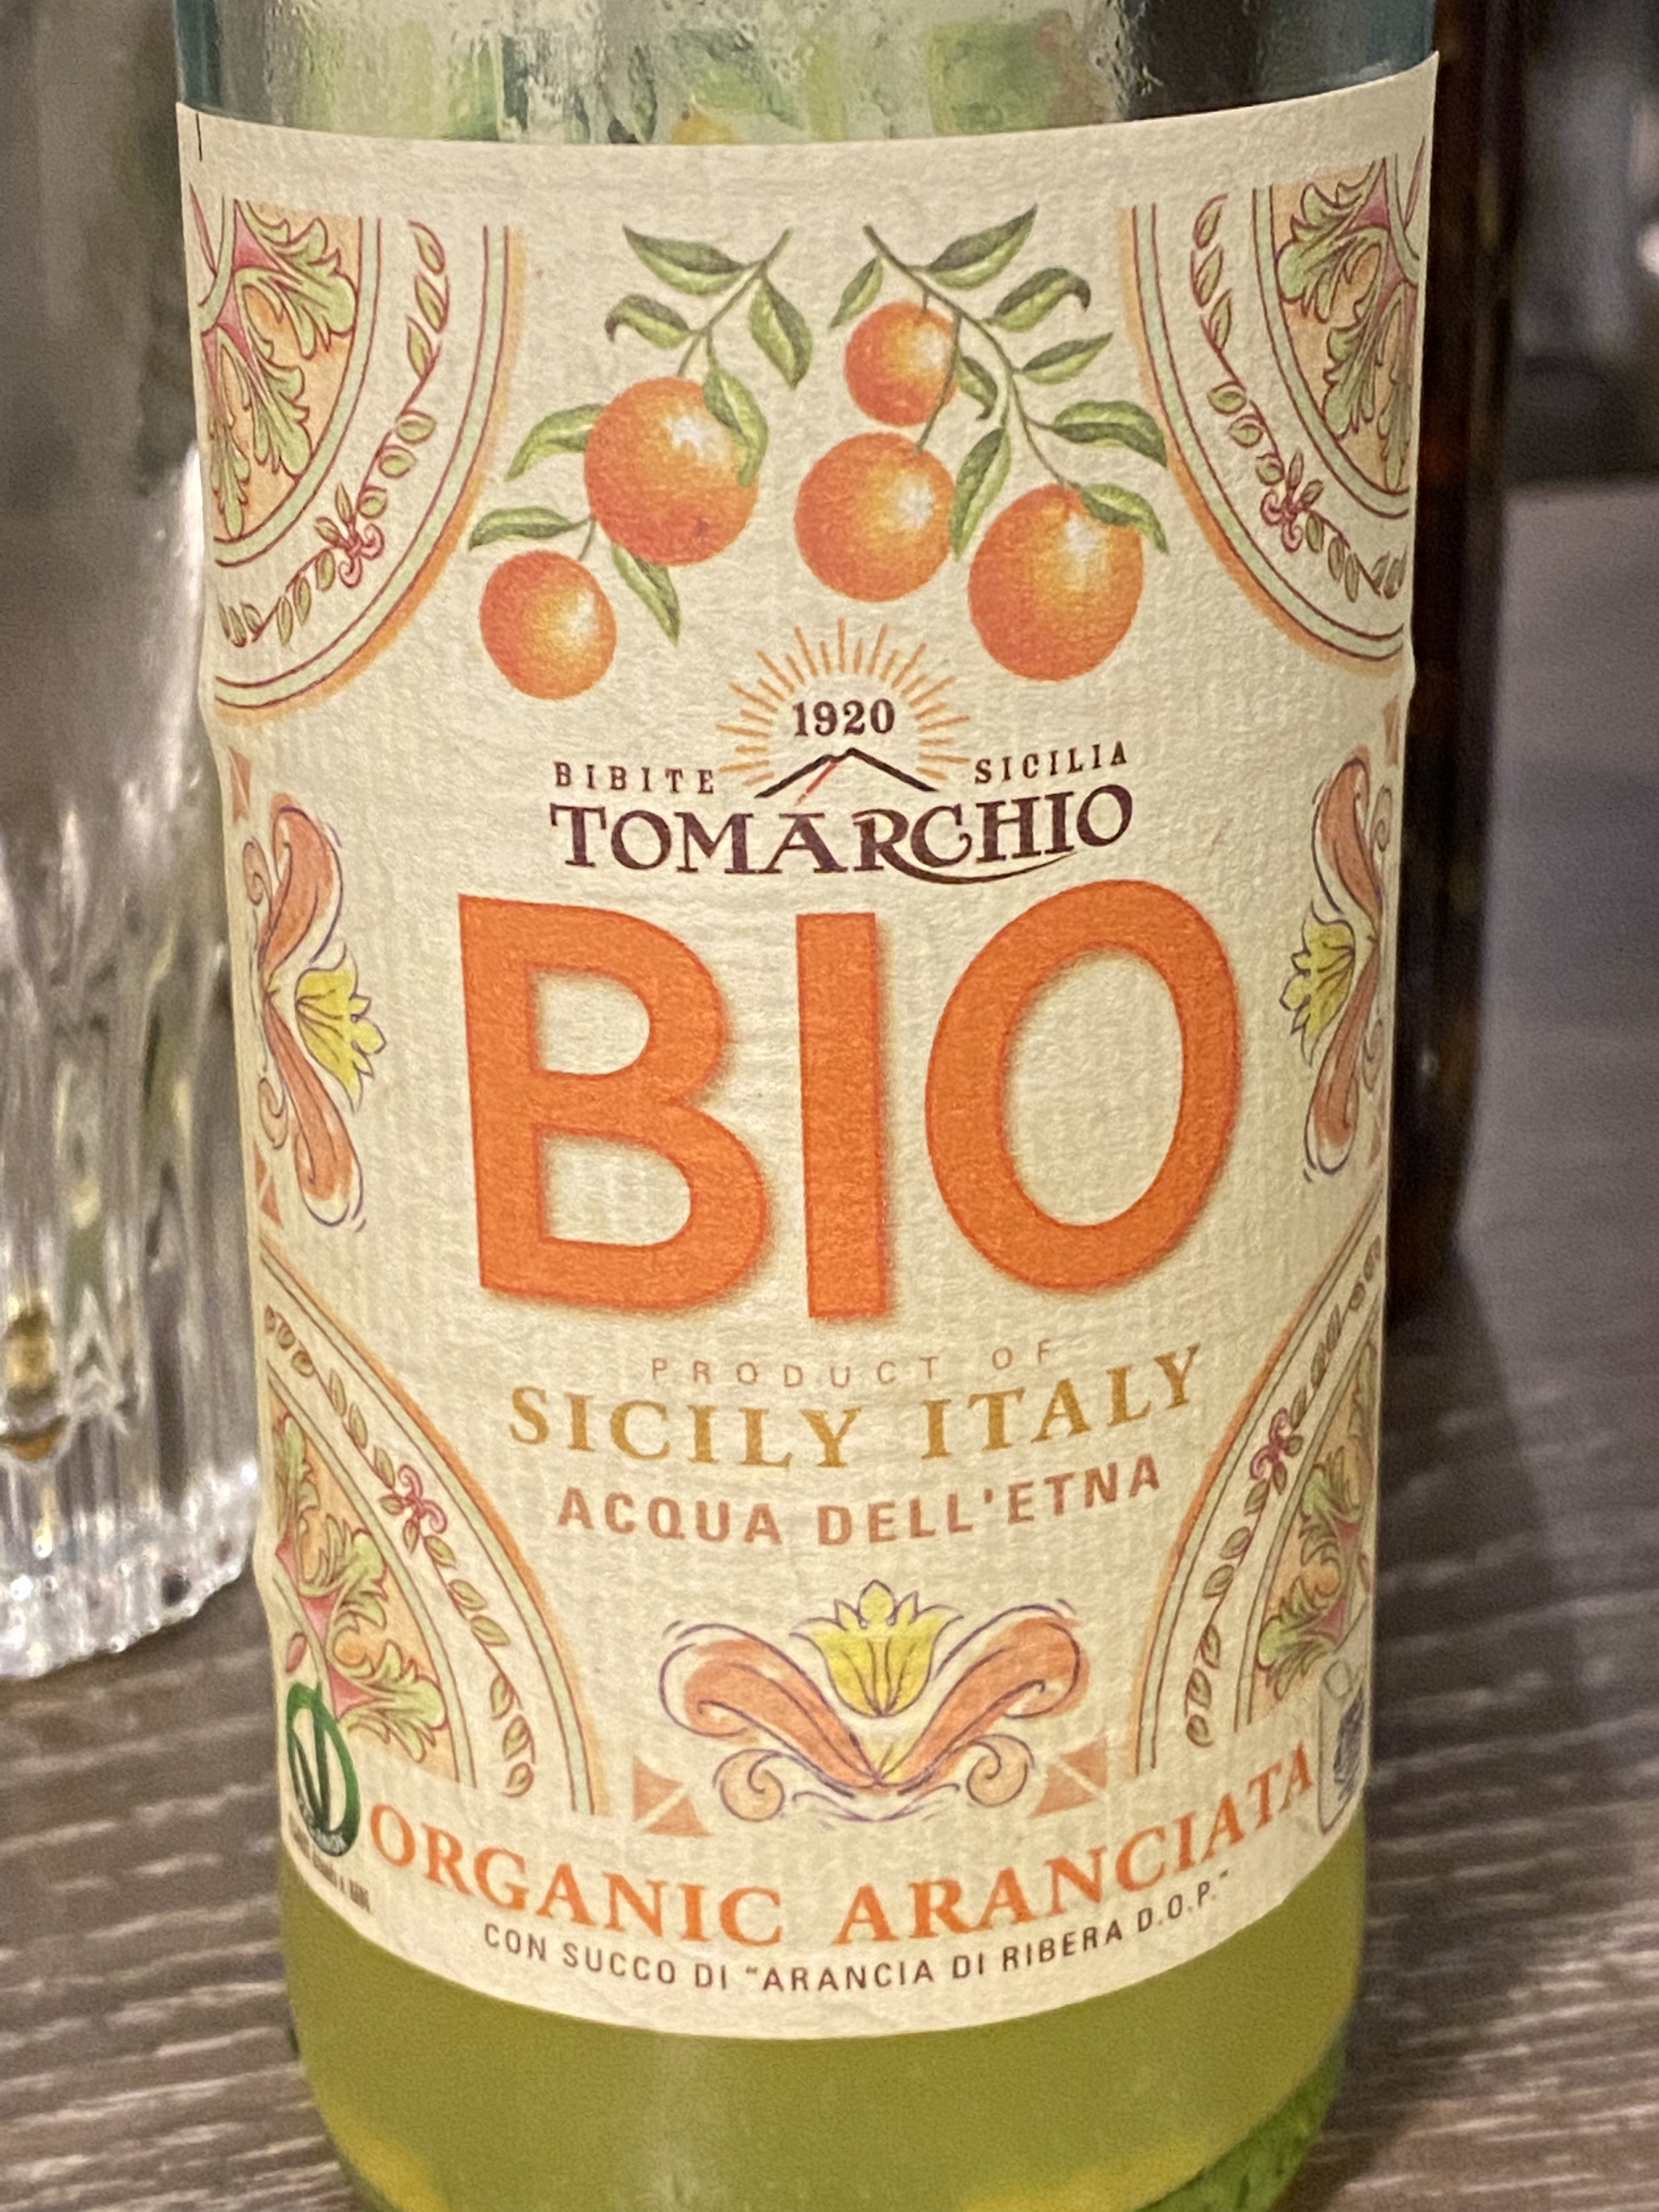 1920
BIBITE SICILIA
TOMARCHIO
BIO
PRODUCT OF
SICILY ITALY
ACQUA DELL'ETNA
ORGANIC ARANCIATA
CON SUCCO DI "ARANCIA DI RIBERA D.O.P."